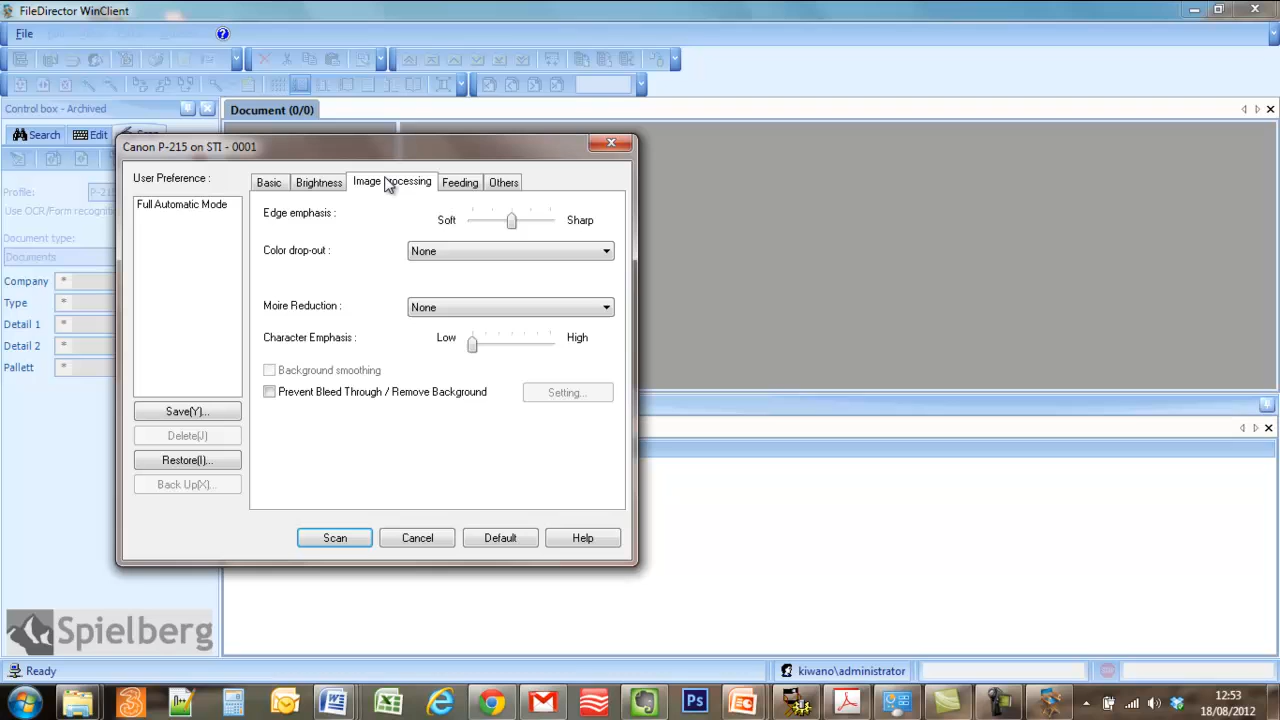 FileDirector WinClient
File
Control box - Archived
Document (0/0)
Search
Edit
Canon P-215 on STI - 0001
User Preference :
Full Automatic Mode
Basic
Brightness
Image Processing
Feeding
Others
Edge emphasis :
Soft
Sharp
Color drop-out :
None
Moire Reduction :
None
Character Emphasis :
Low
High
Background smoothing
Prevent Bleed Through / Remove Background
Setting...
Save(Y)...
Delete(J)
Restore(I)...
Back Up(X)...
Scan
Cancel
Default
Help
Profile:
P-215
Use OCR/Form recogniti
Document type:
Documents
Company
*
Type
*
Detail 1
*
Detail 2
*
Pallett
*
Spielberg
Ready
kiwano\administrator
12:53
18/08/2012